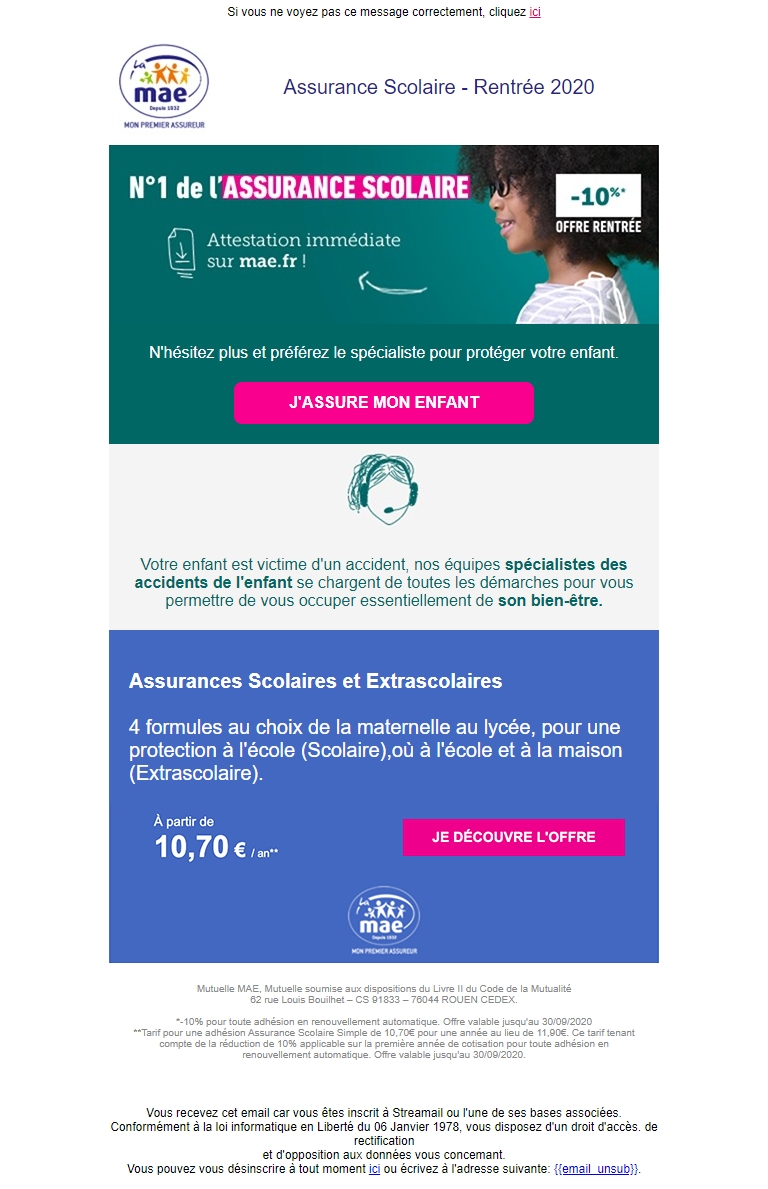 Si vous ne voyez pas ce message correctement, cliquez ici
La
mae
Depuis 1932
MON PREMIER ASSUREUR
Assurance Scolaire - Rentrée 2020
N°1 de l'ASSURANCE SCOLAIRE
-10%*
OFFRE RENTRÉE
Attestation immédiate
sur mae.fr !
N'hésitez plus et préférez le spécialiste pour protéger votre enfant.
J'ASSURE MON ENFANT
Votre enfant est victime d'un accident, nos équipes spécialistes des
accidents de l'enfant se chargent de toutes les démarches pour vous
permettre de vous occuper essentiellement de son bien-être.
Assurances Scolaires et Extrascolaires
4 formules au choix de la maternelle au lycée, pour une
protection à l'école (Scolaire),où à l'école et à la maison
(Extrascolaire).
À partir de
10,70 € / an**
JE DÉCOUVRE L'OFFRE
La
mae
Depuis 1932
MON PREMIER ASSUREUR
Mutuelle MAE, Mutuelle soumise aux dispositions du Livre II du Code de la Mutualité
62 rue Louis Bouilhet – CS 91833 – 76044 ROUEN CEDEX.
*-10% pour toute adhésion en renouvellement automatique. Offre valable jusqu'au 30/09/2020
**Tarif pour une adhésion Assurance Scolaire Simple de 10,70€ pour une année au lieu de 11,90€. Ce tarif tenant
compte de la réduction de 10% applicable sur la première année de cotisation pour toute adhésion en
renouvellement automatique. Offre valable jusqu'au 30/09/2020.
Vous recevez cet email car vous êtes inscrit à Streamail ou l'une de ses bases associées.
Conformément à la loi informatique en Liberté du 06 Janvier 1978, vous disposez d'un droit d'accès. de
rectification
et d'opposition aux données vous concernant.
Vous pouvez vous désinscrire à tout moment ici ou écrivez à l'adresse suivante: {{email_unsub}}.